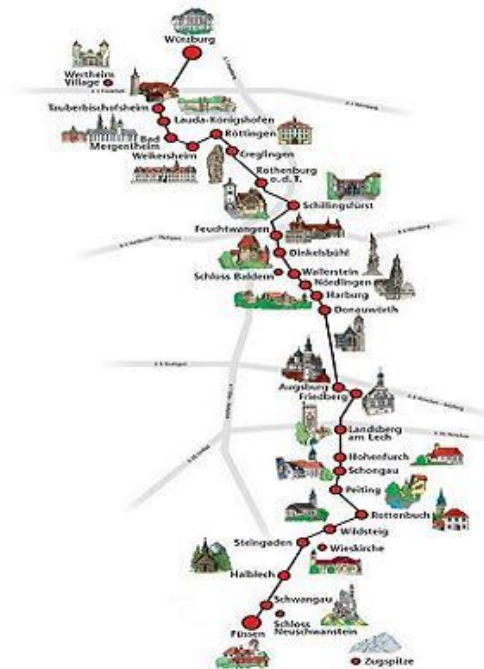 Würzburg
Wertheim
Village
Tauberbischofsheim
Lauda-Königshofen
Bad
Mergentheim
Röttingen
Weikersheim
Creglingen
Rothenburg
o.d.T.
Schillingsfürst
Feuchtwangen
Dinkelsbühl
Schloss Baldern
Wallerstein
Nördlingen
Harburg
Donauwörth
Augsburg
Friedberg
Landsberg
am Lech
Hohenfurch
Schongau
Peiting
Rottenbuch
Wildsteig
Steingaden
Wieskirche
Halblech
Schwangau
Schloss
Neuschwanstein
Füssen
Zugspitze